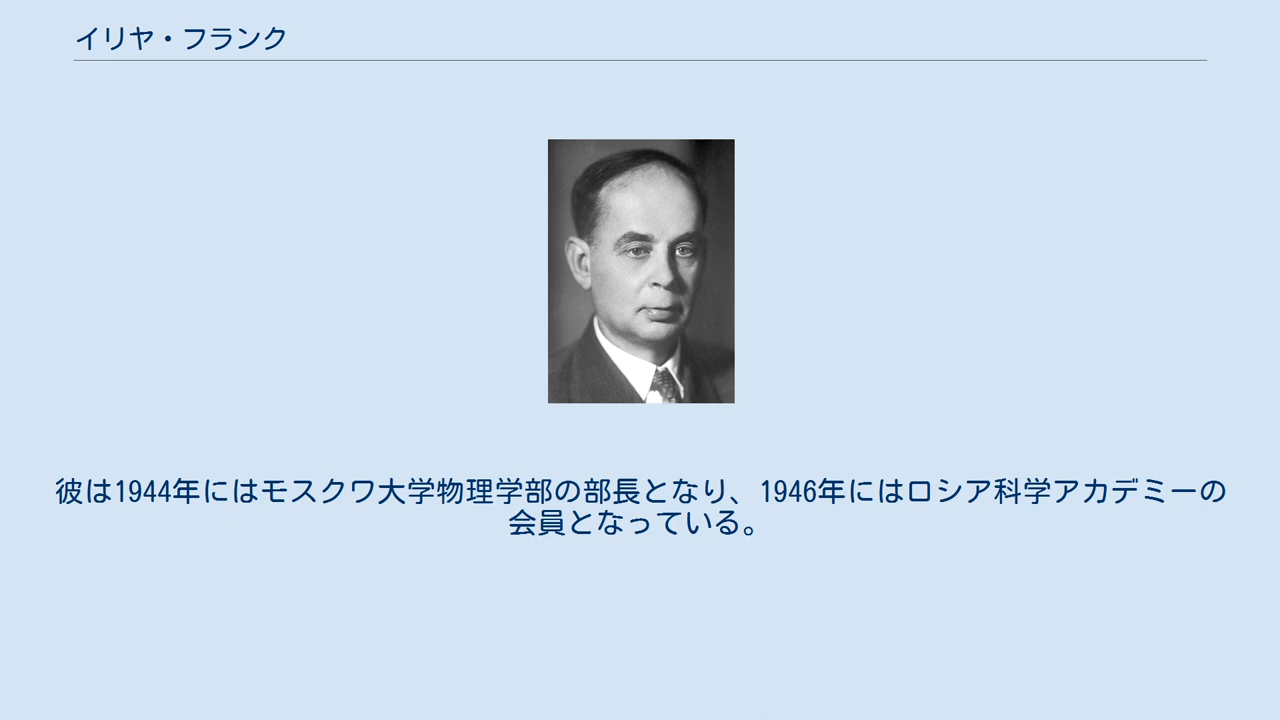 イリヤ・フランク
彼は1944年にはモスクワ大学物理学部の部長となり、1946年にはロシア科学アカデミーの
会員となっている。